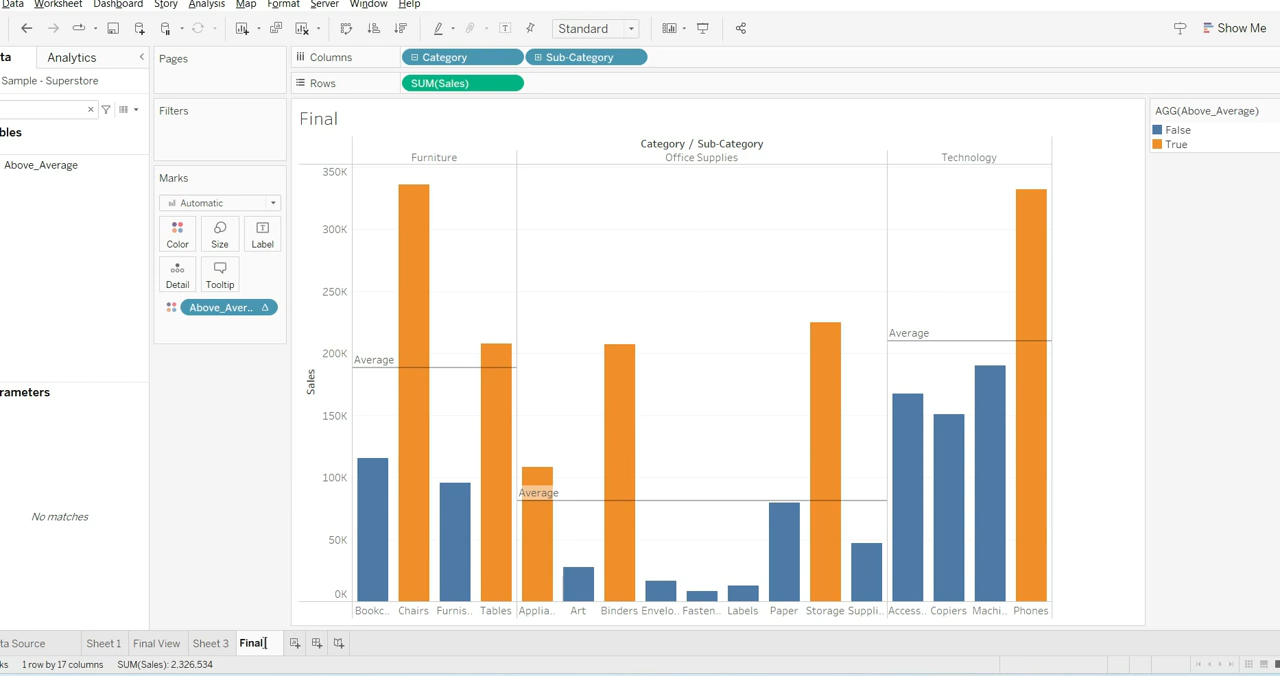 Data Worksheet Dashboard Story Analysis Map Format Server Window Help
Standard
Show Me
ta Analytics
Sample - Superstore
bles
Above_Average
rameters
No matches
Pages
Filters
Marks
Automatic
Color Size Label
Detail Tooltip
Above_Aver..
Columns Category Sub-Category
Rows SUM(Sales)
Final
Category / Sub-Category
Furniture Office Supplies Technology
350K
300K
250K
200K
150K
100K
50K
0K
Sales
Average
Average
Average
Bookc.. Chairs Furnis.. Tables Applia.. Art Binders Envelo.. Fasten.. Labels Paper Storage Suppli.. Access.. Copiers Machi.. Phones
AGG(Above_Average)
False
True
ta Source Sheet 1 Final View Sheet 3 Final
ks 1 row by 17 columns SUM(Sales): 2.326.534